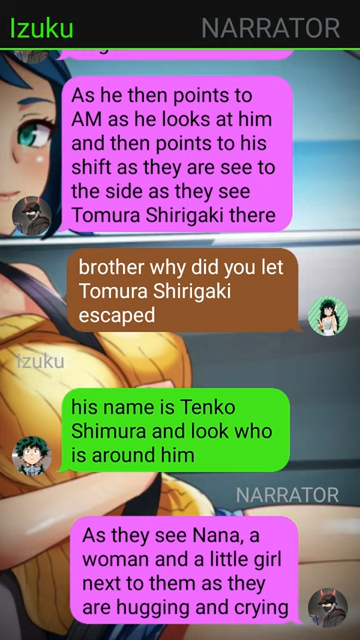 Izuku NARRATOR
As he then points to
AM as he looks at him
and then points to his
shift as they are see to
the side as they see
Tomura Shirigaki there
brother why did you let
Tomura Shirigaki
escaped
Izuku
his name is Tenko
Shimura and look who
is around him
NARRATOR
As they see Nana, a
woman and a little girl
next to them as they
are hugging and crying